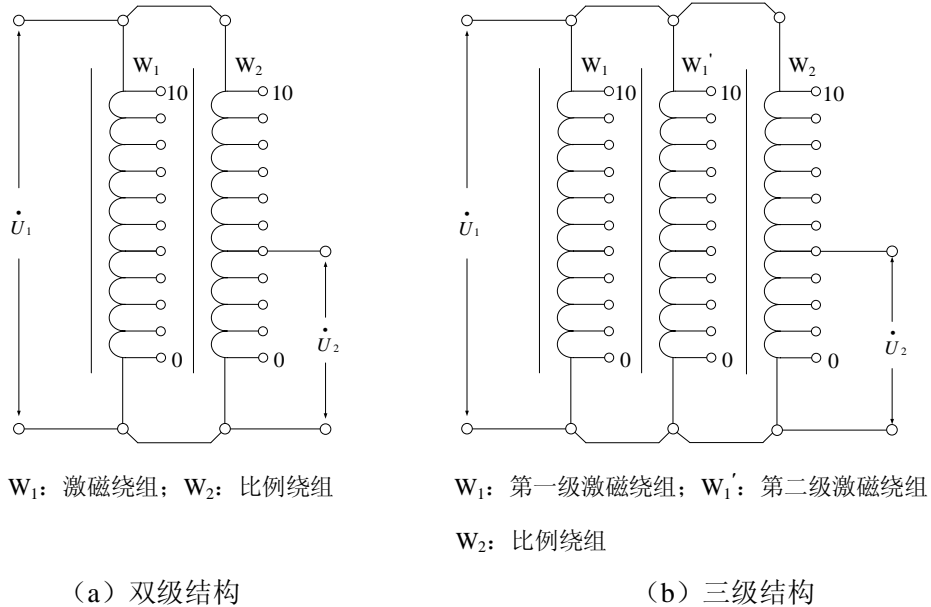 W₁ W₂
10 10
U̇₁
U̇₂
0 0
W₁ W₁' W₂
10 10 10
U̇₁
U̇₂
0 0 0
W₁：激磁绕组；W₂：比例绕组
W₁：第一级激磁绕组；W₁'：第二级激磁绕组
W₂：比例绕组
（a）双级结构
（b）三级结构